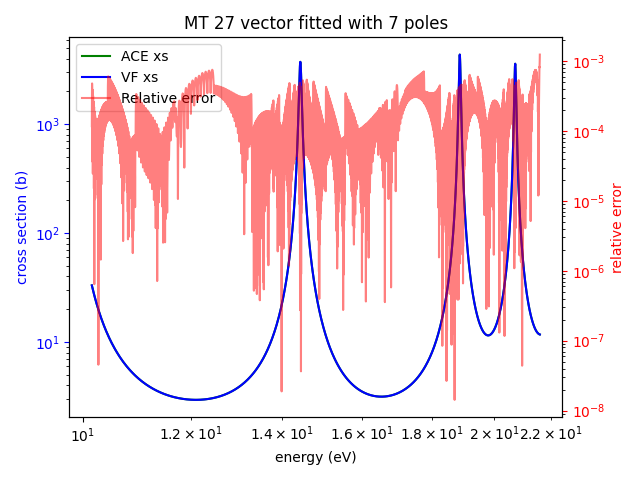 MT 27 vector fitted with 7 poles
ACE xs
VF xs
relative error
cross section (b)
10³
10²
10¹
10⁻³
10⁻⁴
10⁻⁵
10⁻⁶
10⁻⁷
10⁻⁸
relative error
10¹ 1.2 × 10¹ 1.4 × 10¹ 1.6 × 10¹ 1.8 × 10¹ 2 × 10¹ 2.2 × 10¹
energy (eV)